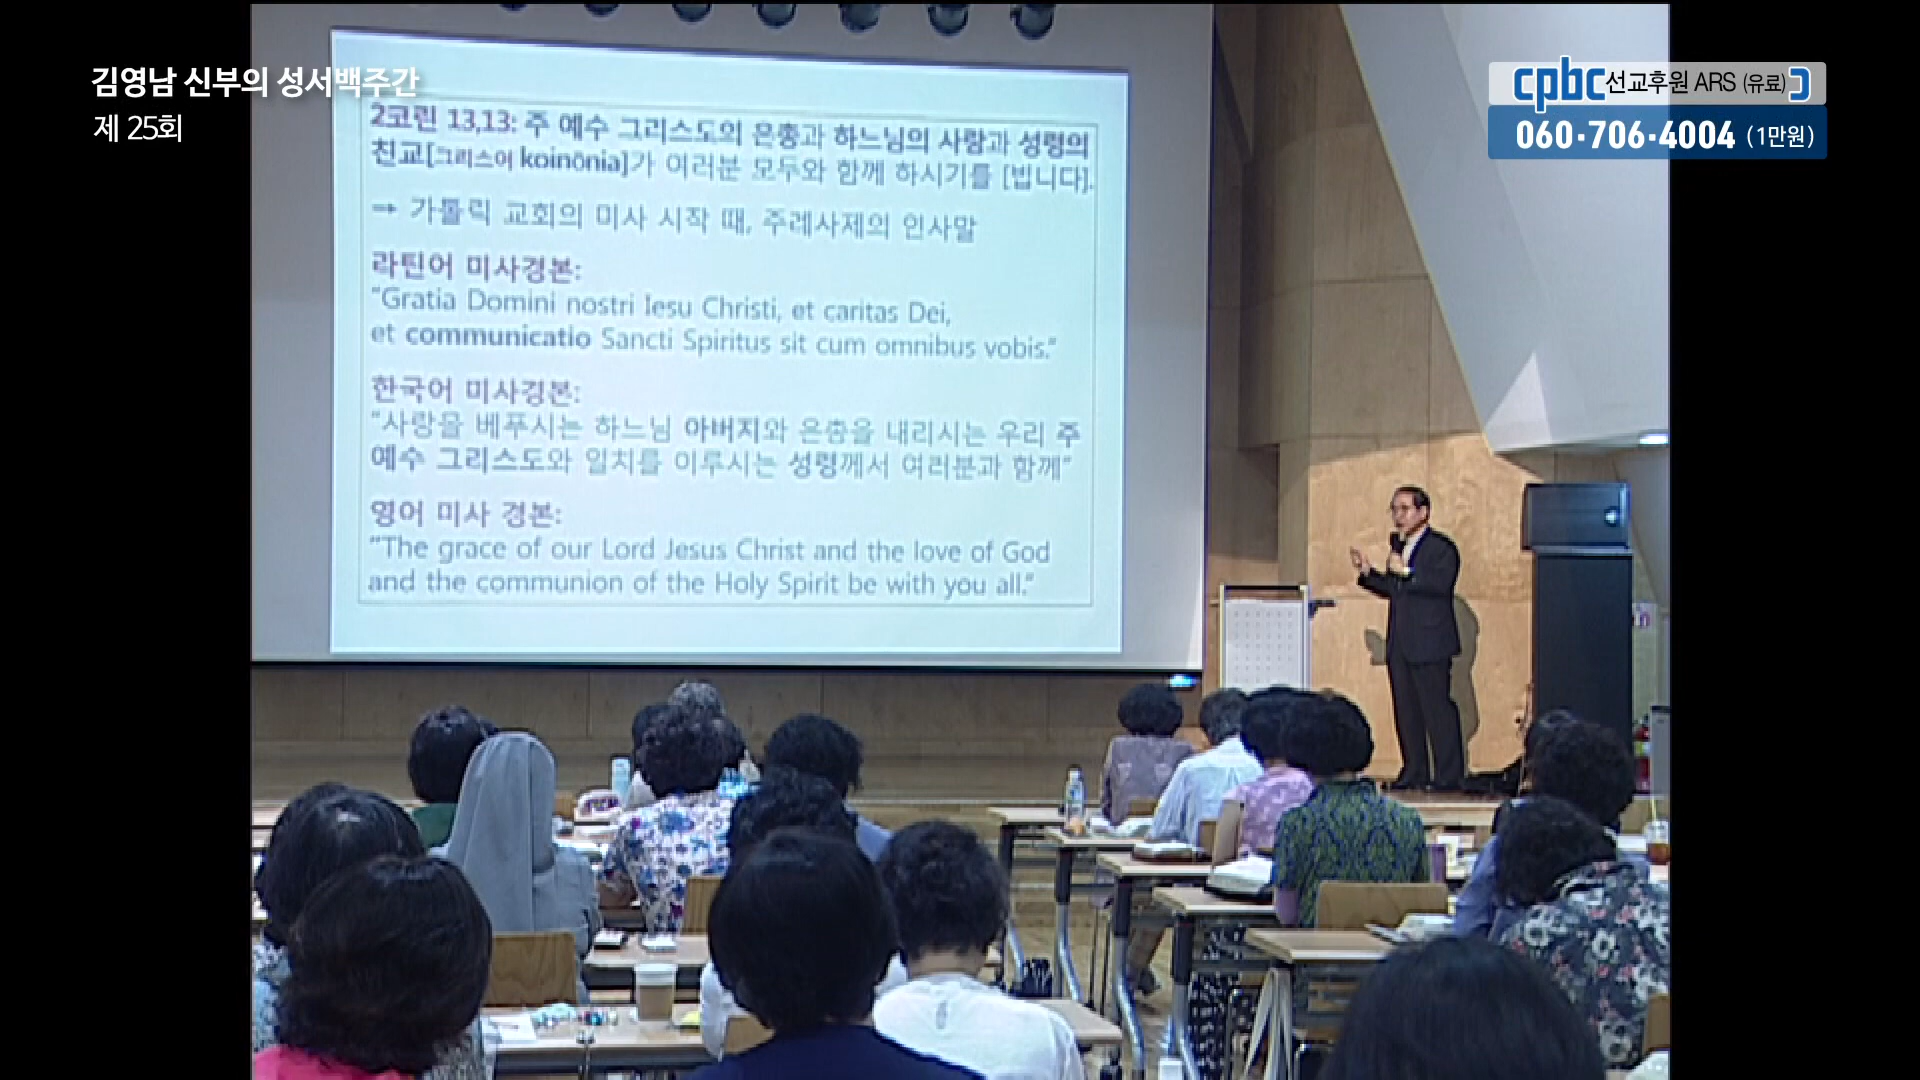 김영남 신부의 성서백주간
제 25회
cpbc 선교후원 ARS (유료)
060·706·4004 (1만원)
2코린 13,13: 주 예수 그리스도의 은총과 하느님의 사랑과 성령의
친교[그리스어 koinōnia]가 여러분 모두와 함께 하시기를 [빕니다].
➞ 가톨릭 교회의 미사 시작 때, 주례사제의 인사말
라틴어 미사경본:
“Gratia Domini nostri Iesu Christi, et caritas Dei,
et communicatio Sancti Spiritus sit cum omnibus vobis.”
한국어 미사경본:
“사랑을 베푸시는 하느님 아버지와 은총을 내리시는 우리 주
예수 그리스도와 일치를 이루시는 성령께서 여러분과 함께”
영어 미사 경본:
“The grace of our Lord Jesus Christ and the love of God
and the communion of the Holy Spirit be with you all.”